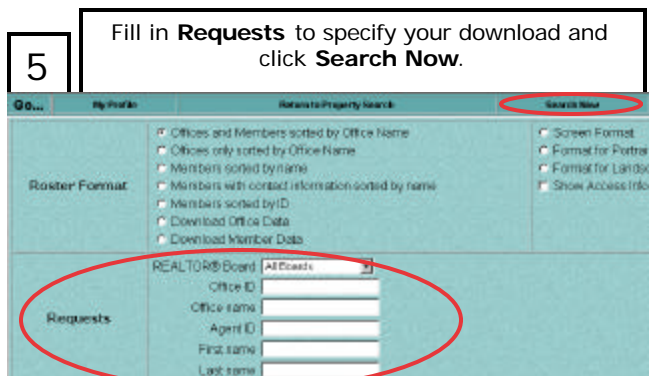 5
Fill in Requests to specify your download and
click Search Now.
Go... My Profile Return to Property Search Search Now
Roster Format
Offices and Members sorted by Office Name
Offices only sorted by Office Name
Members sorted by name
Members with contact information sorted by name
Members sorted by ID
Download Office Data
Download Member Data
Screen Format
Format for Portrai
Format for Landsc
Show Access Info
Requests
REALTOR® Board All Boards
Office ID
Office name
Agent ID
First name
Last name